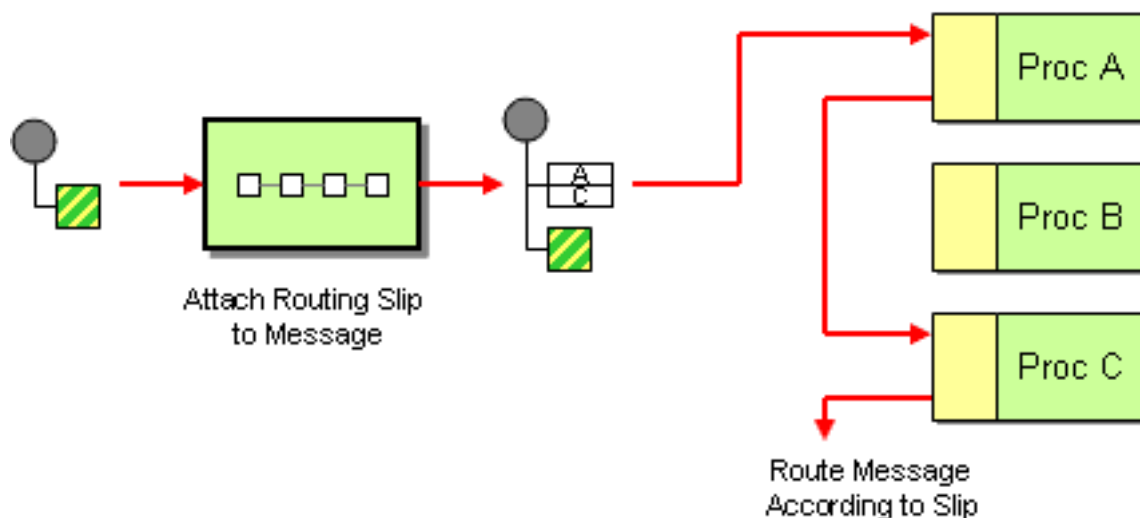 Attach Routing Slip
to Message
A
C
Proc A
Proc B
Proc C
Route Message
According to Slip